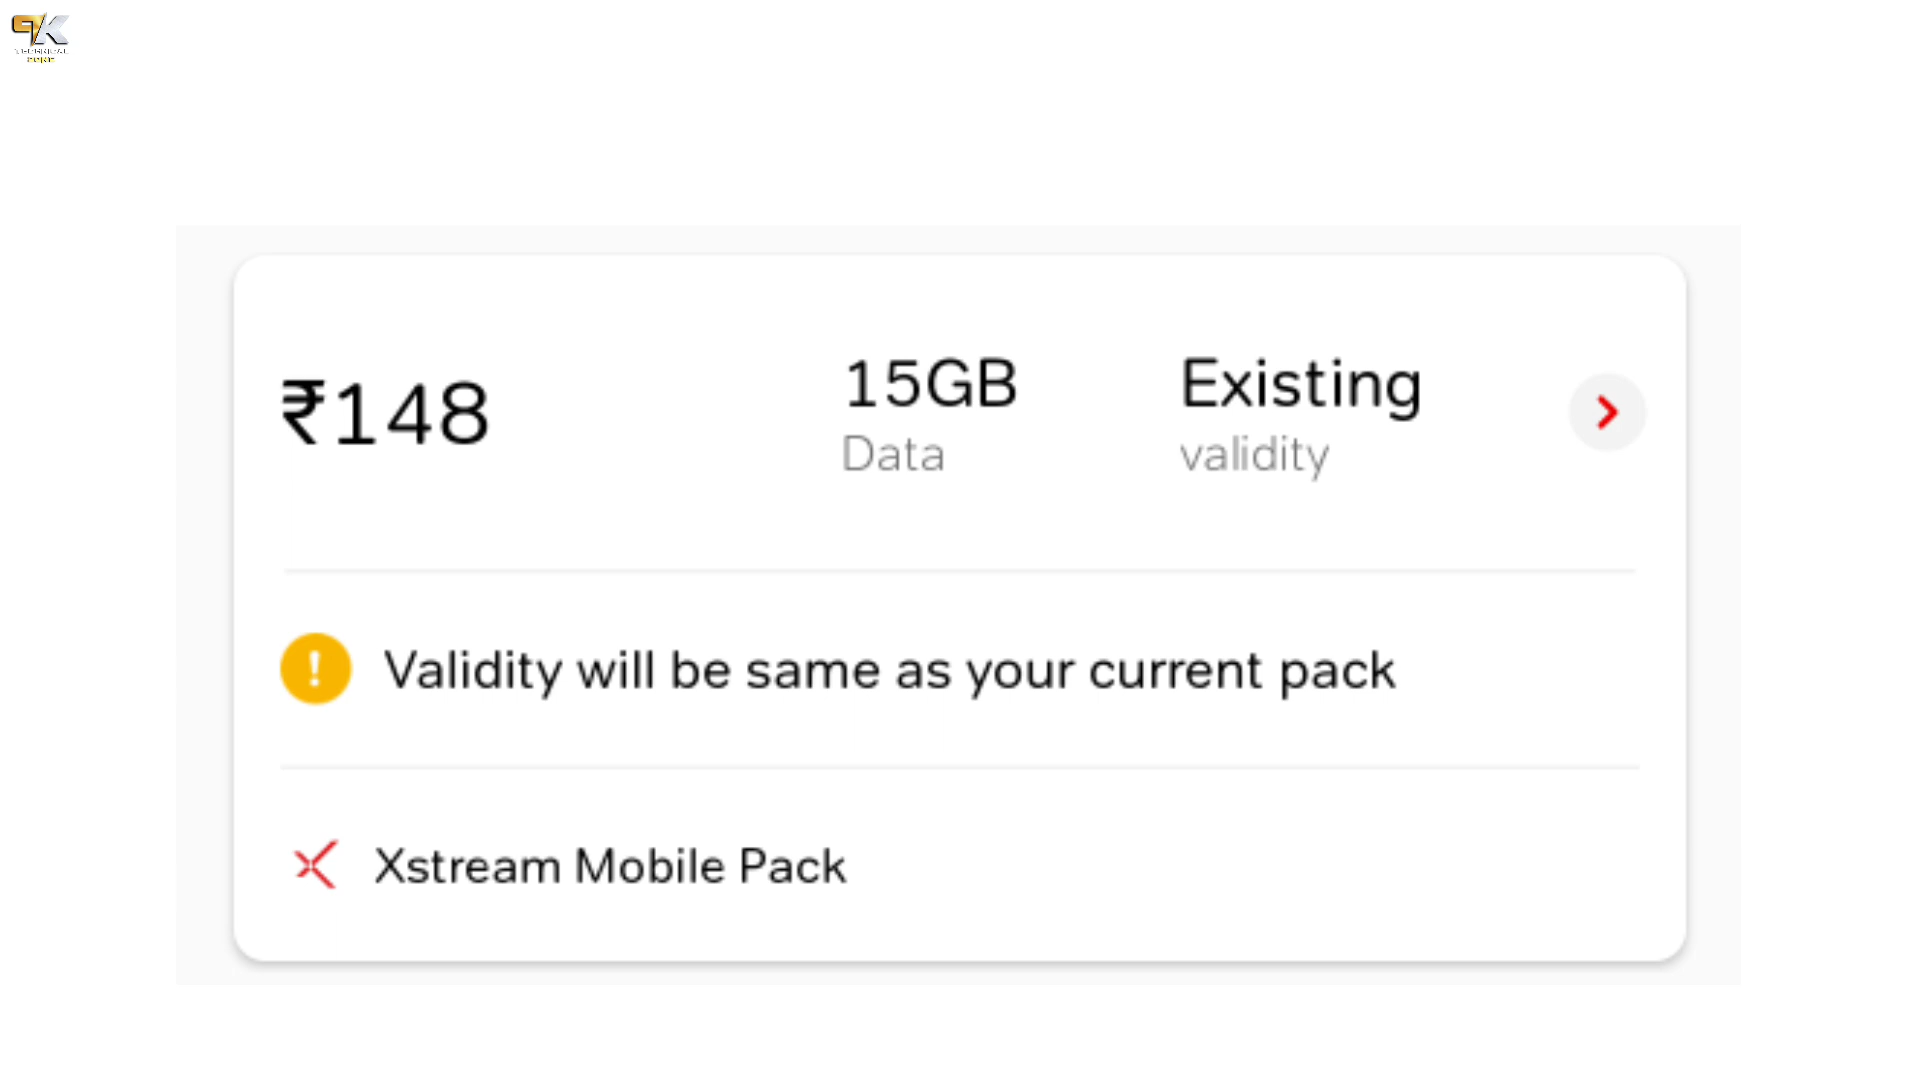 ₹148
15GB
Data
Existing
validity
Validity will be same as your current pack
Xstream Mobile Pack